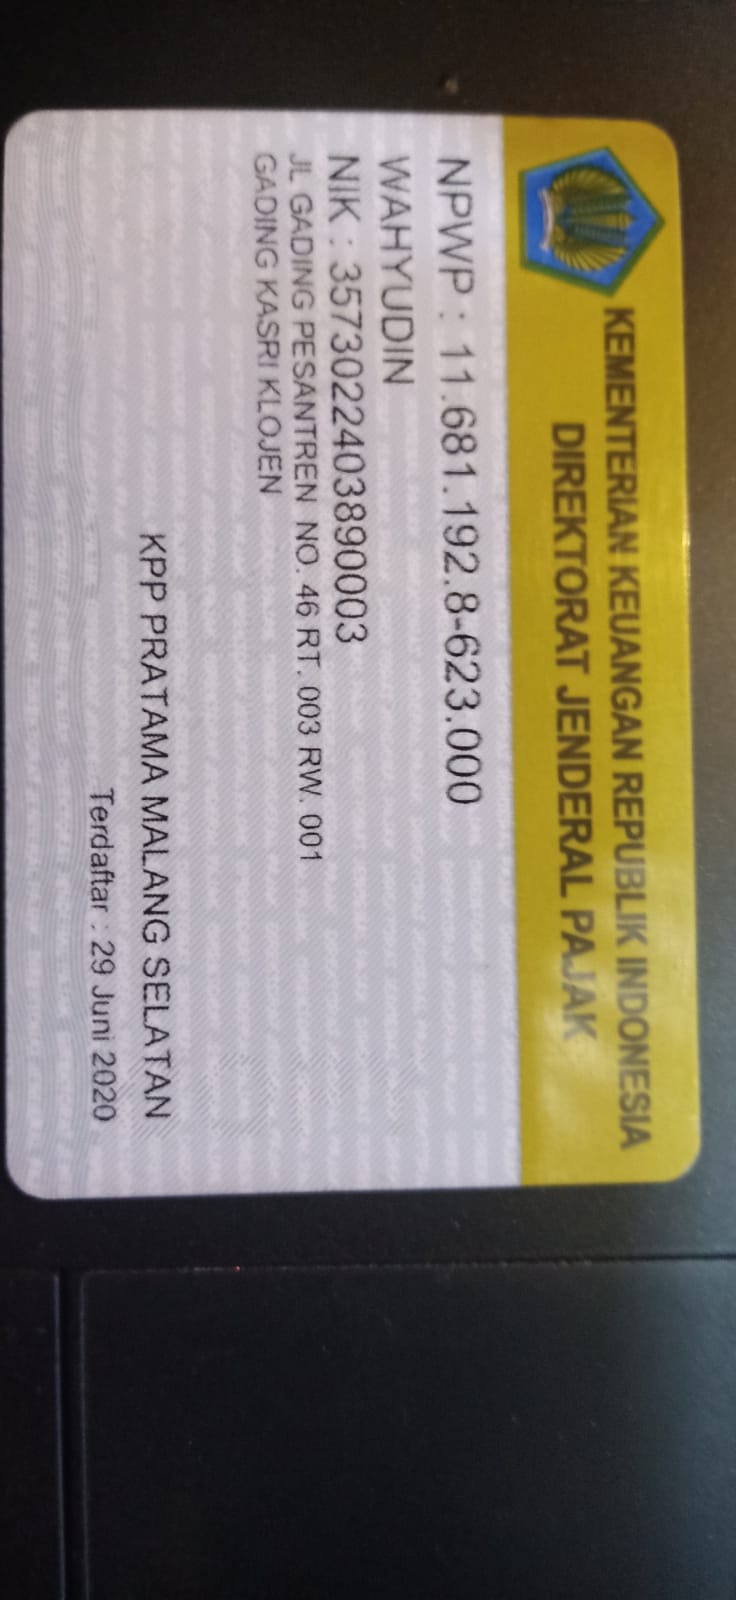 KEMENTERIAN KEUANGAN REPUBLIK INDONESIA
DIREKTORAT JENDERAL PAJAK
NPWP : 11.681.192.8-623.000
WAHYUDIN
NIK : 3573022403890003
JL GADING PESANTREN NO. 46 RT. 003 RW. 001
GADING KASRI KLOJEN
KPP PRATAMA MALANG SELATAN
Terdaftar : 29 Juni 2020